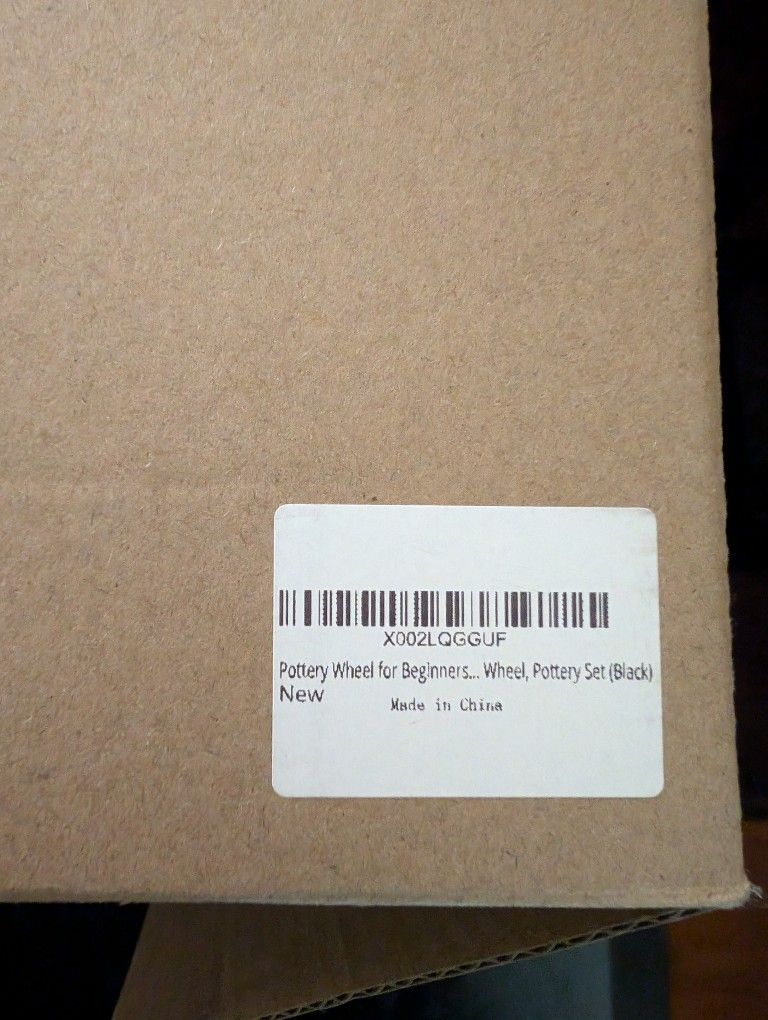 X002LQGGUF
Pottery Wheel for Beginners... Wheel, Pottery Set (Black)
New
Made in China